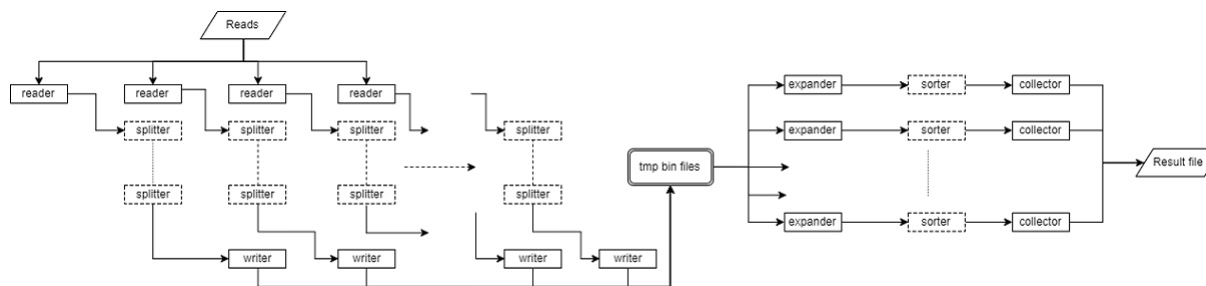 Reads
reader
reader
reader
reader
splitter
splitter
splitter
splitter
splitter
splitter
splitter
splitter
writer
writer
writer
writer
tmp bin files
expander
sorter
collector
expander
sorter
collector
expander
sorter
collector
Result file